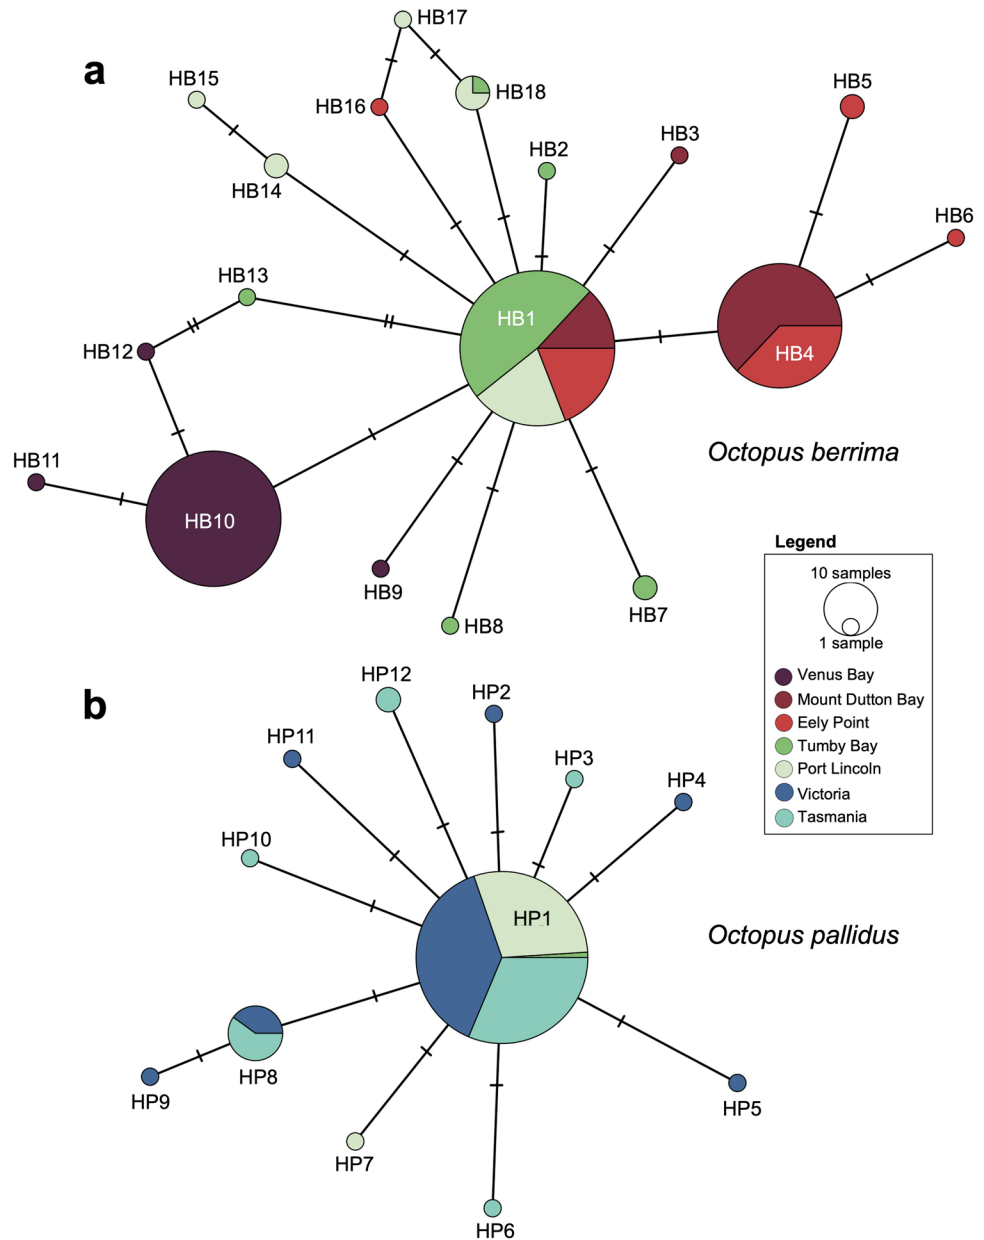 a
HB17
HB15
HB16
HB18
HB5
HB14
HB2
HB3
HB6
HB13
HB1
HB12
HB4
HB11
HB10
Octopus berrima
HB9
HB8
HB7
Legend
10 samples
1 sample
Venus Bay
Mount Dutton Bay
Eely Point
Tumby Bay
Port Lincoln
Victoria
Tasmania
b
HP12
HP2
HP11
HP3
HP4
HP10
HP1
Octopus pallidus
HP8
HP9
HP5
HP7
HP6